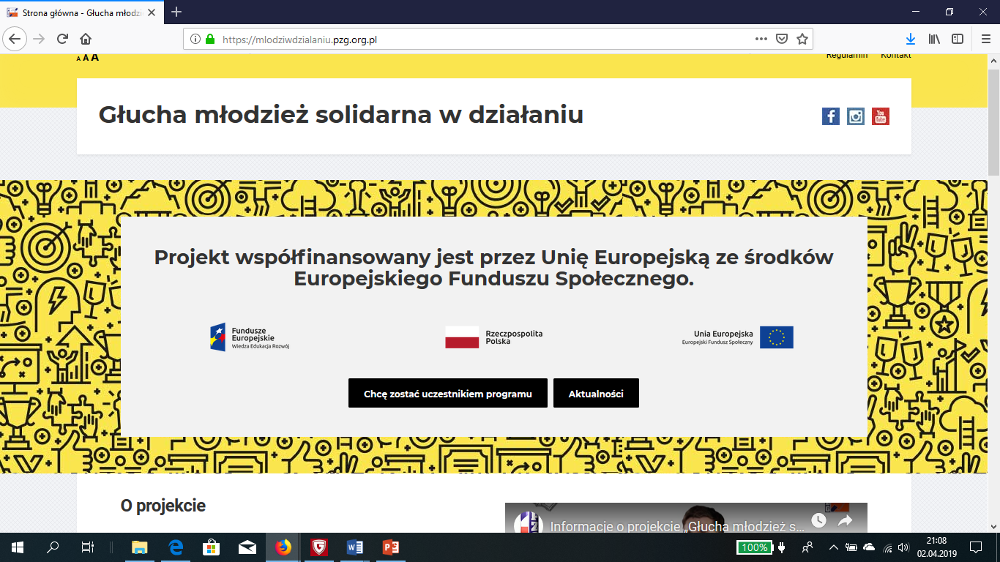 Strona główna - Głucha młodzi
https://mlodziwdzialaniu.pzg.org.pl
A A A
Regulamin Kontakt
Głucha młodzież solidarna w działaniu
You Tube
Projekt współfinansowany jest przez Unię Europejską ze środków
Europejskiego Funduszu Społecznego.
Fundusze
Europejskie
Wiedza Edukacja Rozwój
Rzeczpospolita
Polska
Unia Europejska
Europejski Fundusz Społeczny
Chcę zostać uczestnikiem programu
Aktualności
O projekcie
Informacje o projekcie „Głucha młodzież s...
100%
21:08
02.04.2019